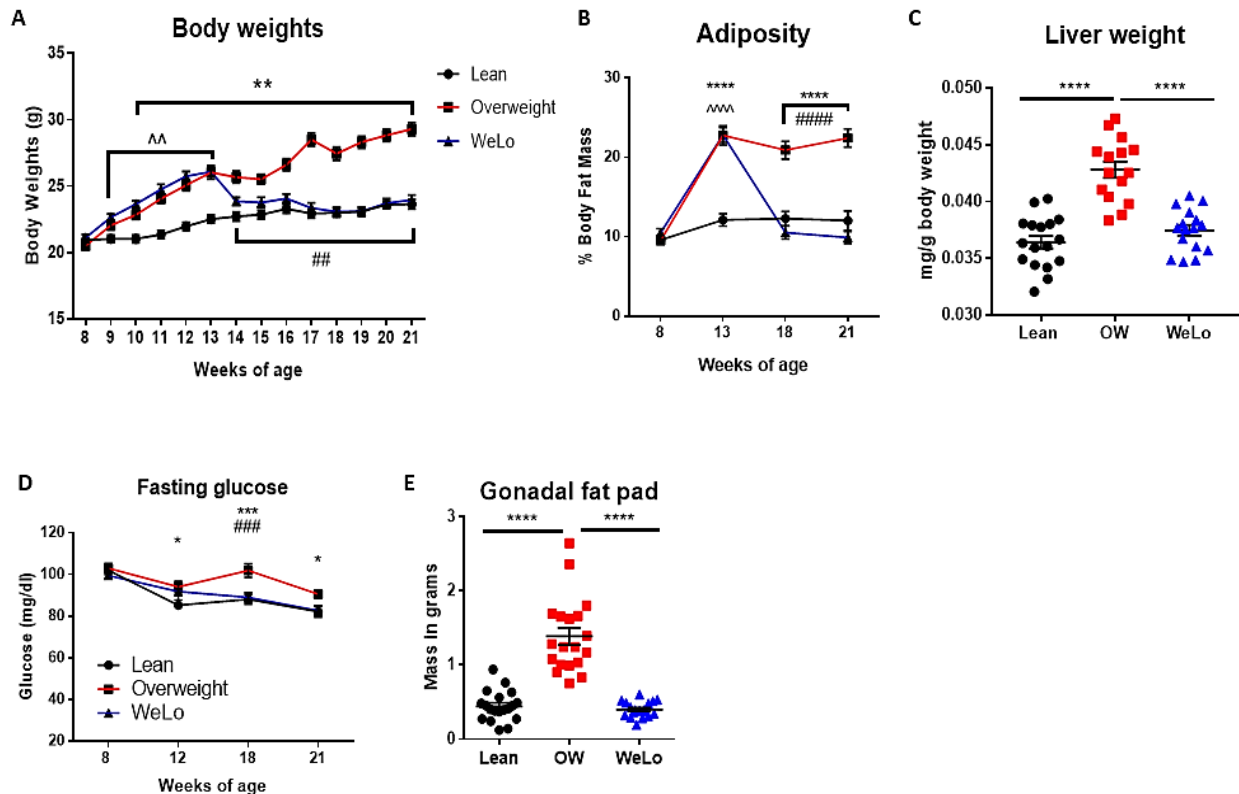 A
Body weights
Body Weights (g)
35
30
25
20
15
**
^^
##
8 9 10 11 12 13 14 15 16 17 18 19 20 21
Weeks of age
Lean
Overweight
WeLo
B
Adiposity
% Body Fat Mass
30
20
10
0
****
^^^^
****
####
8 13 18 21
Weeks of age
C
Liver weight
mg/g body weight
0.050
0.045
0.040
0.035
0.030
**** ****
Lean OW WeLo
D
Fasting glucose
Glucose (mg/dl)
120
100
80
60
40
20
*
***
###
*
Lean
Overweight
WeLo
8 12 18 21
Weeks of age
E
Gonadal fat pad
Mass In grams
3
2
1
0
**** ****
Lean OW WeLo